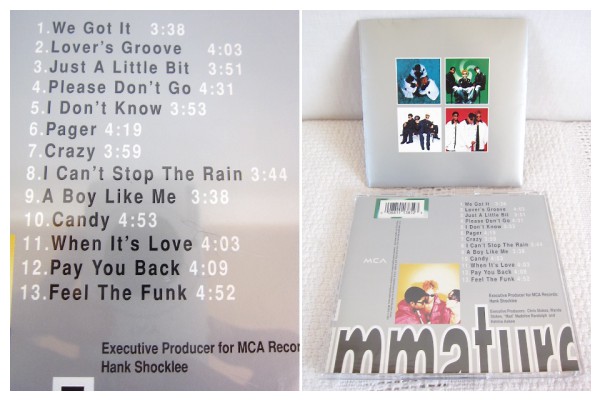 1.We Got It 3:38
2.Lover's Groove 4:03
3.Just A Little Bit 3:51
4.Please Don't Go 4:31
5.I Don't Know 3:53
6.Pager 4:19
7.Crazy 3:59
8.I Can't Stop The Rain 3:44
9.A Boy Like Me 3:38
10.Candy 4:53
11.When It's Love 4:03
12.Pay You Back 4:09
13.Feel The Funk 4:52
Executive Producer for MCA Recor
Hank Shocklee
We Got It
Lover's Groove
Just A Little Bit
Please Don't Go
I Don't Know
Pager
Crazy
I Can't Stop The Rain
A Boy Like Me
Candy
When It's Love
Pay You Back
Feel The Funk
MCA
Executive Producer for MCA Records:
Hank Shocklee
mmature